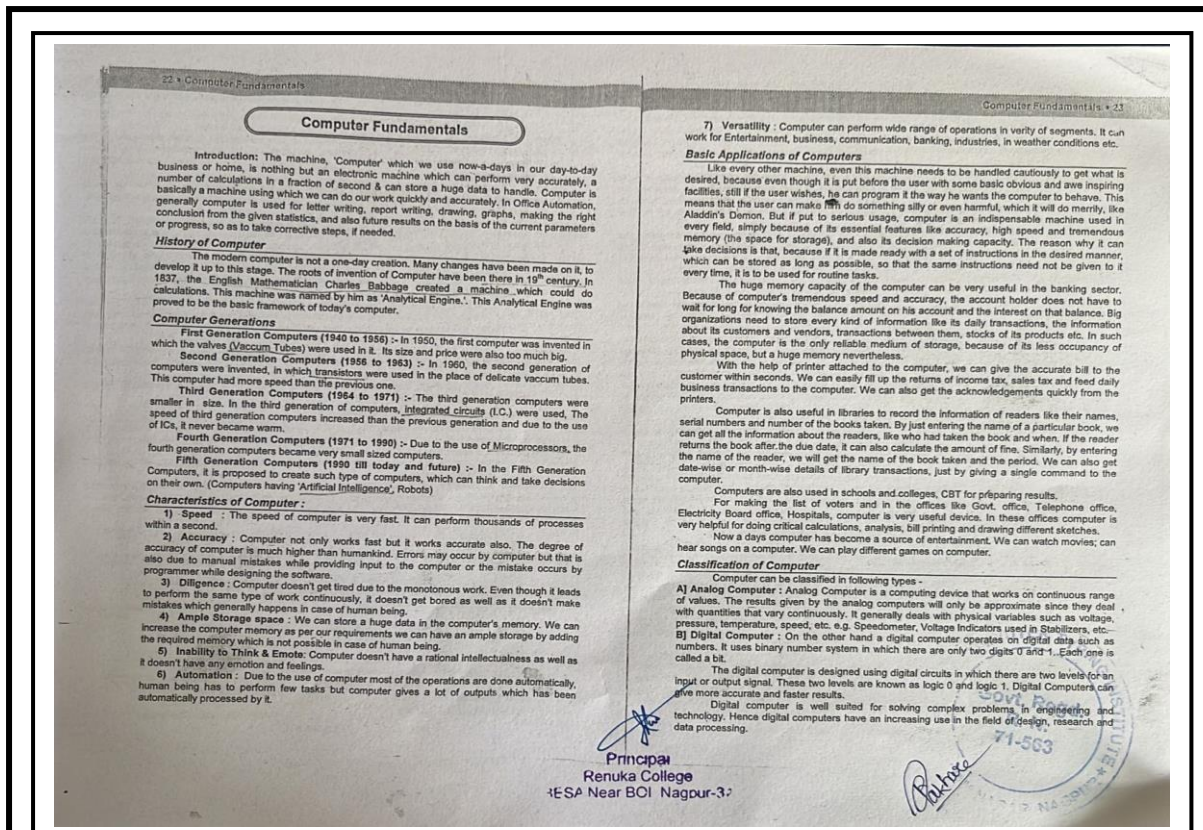 22 • Computer Fundamentals
Computer Fundamentals
Introduction: The machine, 'Computer' which we use now-a-days in our day-to-day
business or home, is nothing but an electronic machine which can perform very accurately, a
number of calculations in a fraction of second & can store a huge data to handle. Computer is
basically a machine using which we can do our work quickly and accurately. In Office Automation,
generally computer is used for letter writing, report writing, drawing, graphs, making the right
conclusion from the given statistics, and also future results on the basis of the current parameters
or progress, so as to take corrective steps, if needed.
History of Computer
The modern computer is not a one-day creation. Many changes have been made on it, to
develop it up to this stage. The roots of invention of Computer have been there in 19th century. In
1837, the English Mathematician Charles Babbage created a machine which could do
calculations. This machine was named by him as 'Analytical Engine.'. This Analytical Engine was
proved to be the basic framework of today's computer.
Computer Generations
First Generation Computers (1940 to 1956) :- In 1950, the first computer was invented in
which the valves (Vaccum Tubes) were used in it. Its size and price were also too much big.
Second Generation Computers (1956 to 1963) :- In 1960, the second generation of
computers were invented, in which transistors were used in the place of delicate vaccum tubes.
This computer had more speed than the previous one.
Third Generation Computers (1964 to 1971) :- The third generation computers were
smaller in size. In the third generation of computers, integrated circuits (I.C.) were used, The
speed of third generation computers increased than the previous generation and due to the use
of ICs, it never became warm.
Fourth Generation Computers (1971 to 1990) :- Due to the use of Microprocessors, the
fourth generation computers became very small sized computers.
Fifth Generation Computers (1990 till today and future) :- In the Fifth Generation
Computers, it is proposed to create such type of computers, which can think and take decisions
on their own. (Computers having 'Artificial Intelligence', Robots)
Characteristics of Computer :
1) Speed : The speed of computer is very fast. It can perform thousands of processes
within a second.
2) Accuracy : Computer not only works fast but it works accurate also. The degree of
accuracy of computer is much higher than humankind. Errors may occur by computer but that is
also due to manual mistakes while providing input to the computer or the mistake occurs by
programmer while designing the software.
3) Diligence : Computer doesn't get tired due to the monotonous work. Even though it leads
to perform the same type of work continuously, it doesn't get bored as well as it doesn't make
mistakes which generally happens in case of human being.
4) Ample Storage space : We can store a huge data in the computer's memory. We can
increase the computer memory as per our requirements we can have an ample storage by adding
the required memory which is not possible in case of human being.
5) Inability to Think & Emote: Computer doesn't have a rational intellectualness as well as
it doesn't have any emotion and feelings.
6) Automation : Due to the use of computer most of the operations are done automatically,
human being has to perform few tasks but computer gives a lot of outputs which has been
automatically processed by it.
Computer Fundamentals • 23
7) Versatility : Computer can perform wide range of operations in verity of segments. It can
work for Entertainment, business, communication, banking, industries, in weather conditions etc.
Basic Applications of Computers
Like every other machine, even this machine needs to be handled cautiously to get what is
desired, because even though it is put before the user with some basic obvious and awe inspiring
facilities, still if the user wishes, he can program it the way he wants the computer to behave. This
means that the user can make do something silly or even harmful, which it will do merrily, like
Aladdin's Demon. But if put to serious usage, computer is an indispensable machine used in
every field, simply because of its essential features like accuracy, high speed and tremendous
memory (the space for storage), and also its decision making capacity. The reason why it can
take decisions is that, because if it is made ready with a set of instructions in the desired manner,
which can be stored as long as possible, so that the same instructions need not be given to it
every time, it is to be used for routine tasks.
The huge memory capacity of the computer can be very useful in the banking sector.
Because of computer's tremendous speed and accuracy, the account holder does not have to
wait for long for knowing the balance amount on his account and the interest on that balance. Big
organizations need to store every kind of information like its daily transactions, the information
about its customers and vendors, transactions between them, stocks of its products etc. In such
cases, the computer is the only reliable medium of storage, because of its less occupancy of
physical space, but a huge memory nevertheless.
With the help of printer attached to the computer, we can give the accurate bill to the
customer within seconds. We can easily fill up the returns of income tax, sales tax and feed daily
business transactions to the computer. We can also get the acknowledgements quickly from the
printers.
Computer is also useful in libraries to record the information of readers like their names,
serial numbers and number of the books taken. By just entering the name of a particular book, we
can get all the information about the readers, like who had taken the book and when. If the reader
returns the book after the due date, it can also calculate the amount of fine. Similarly, by entering
the name of the reader, we will get the name of the book taken and the period. We can also get
date-wise or month-wise details of library transactions, just by giving a single command to the
computer.
Computers are also used in schools and colleges, CBT for preparing results.
For making the list of voters and in the offices like Govt. office, Telephone office,
Electricity Board office, Hospitals, computer is very useful device. In these offices computer is
very helpful for doing critical calculations, analysis, bill printing and drawing different sketches.
Now a days computer has become a source of entertainment. We can watch movies; can
hear songs on a computer. We can play different games on computer.
Classification of Computer
Computer can be classified in following types -
A] Analog Computer : Analog Computer is a computing device that works on continuous range
of values. The results given by the analog computers will only be approximate since they deal
with quantities that vary continuously. It generally deals with physical variables such as voltage,
pressure, temperature, speed, etc. e.g. Speedometer, Voltage Indicators used in Stabilizers, etc.
B] Digital Computer : On the other hand a digital computer operates on digital data such as
numbers. It uses binary number system in which there are only two digits 0 and 1. Each one is
called a bit.
The digital computer is designed using digital circuits in which there are two levels for an
input or output signal. These two levels are known as logic 0 and logic 1. Digital Computers can
give more accurate and faster results.
Digital computer is well suited for solving complex problems in engineering and
technology. Hence digital computers have an increasing use in the field of design, research and
data processing.
Principal
Renuka College
BESA Near BOI Nagpur-37
Govt. Regd.
71-563
INSTITUTE
NAGPUR